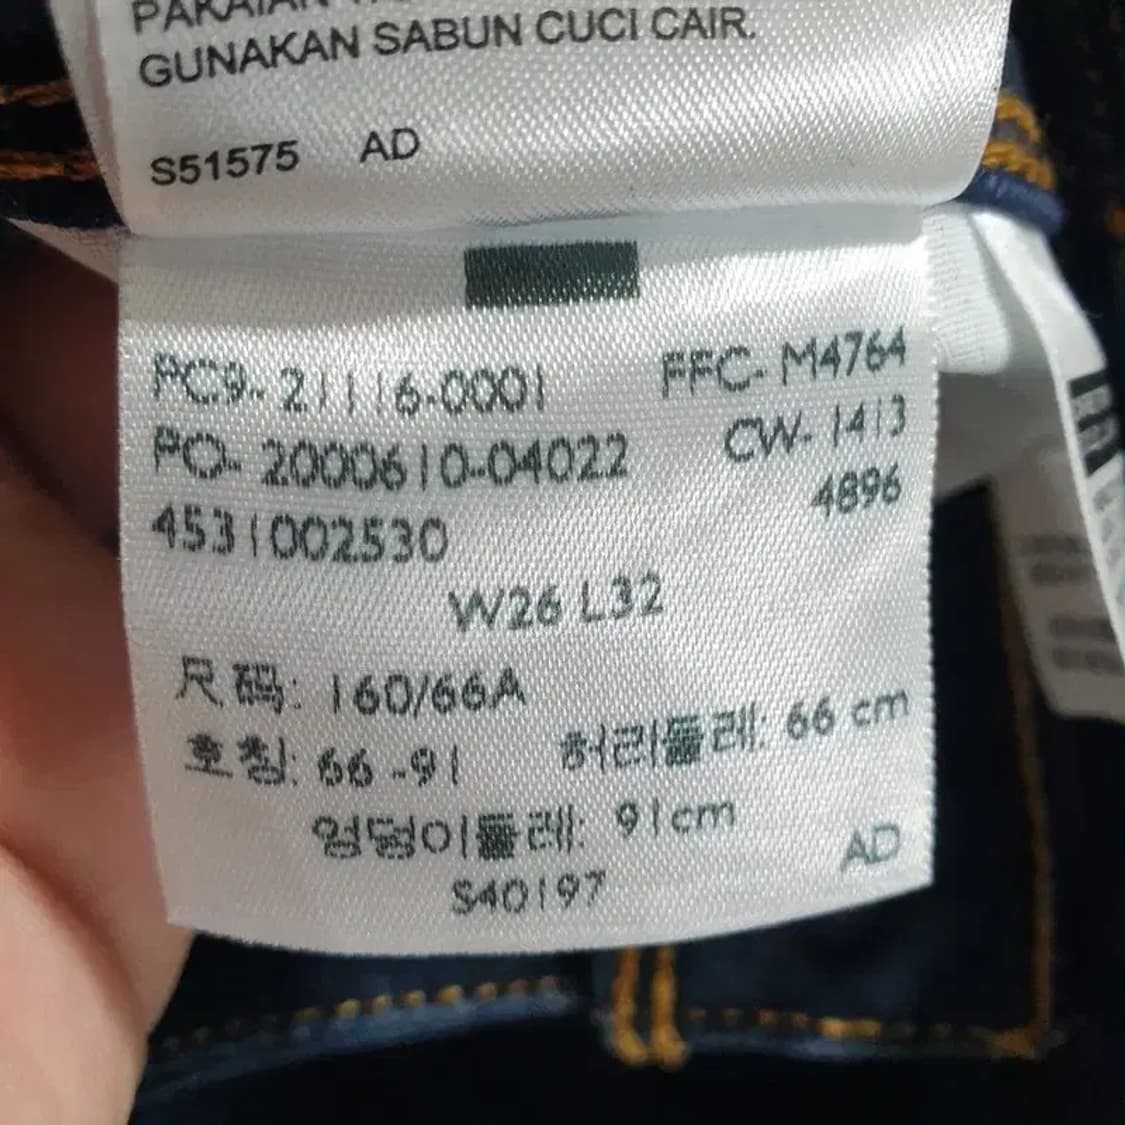 GUNAKAN SABUN CUCI CAIR.
S51575 AD
PC9-21116-0001 FFC-M4764
PO-2000610-04022 CW-1413
4531002530 4896
W26 L32
尺码: 160/66A
호칭: 66-91 허리둘레: 66 cm
엉덩이둘레: 91cm
S40197 AD